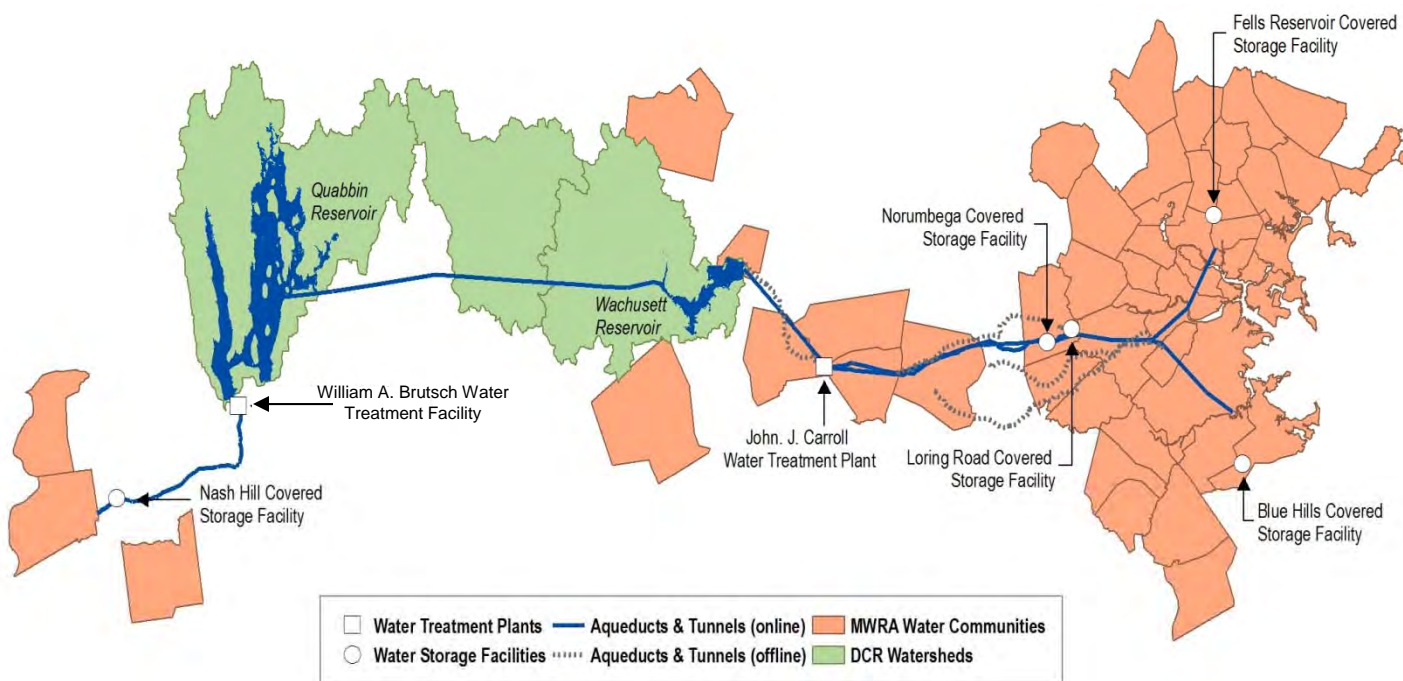 Fells Reservoir Covered
Storage Facility
Quabbin
Reservoir
Norumbega Covered
Storage Facility
Wachusett
Reservoir
William A. Brutsch Water
Treatment Facility
John. J. Carroll
Water Treatment Plant
Loring Road Covered
Storage Facility
Nash Hill Covered
Storage Facility
Blue Hills Covered
Storage Facility
Water Treatment Plants
Aqueducts & Tunnels (online)
MWRA Water Communities
Water Storage Facilities
Aqueducts & Tunnels (offline)
DCR Watersheds